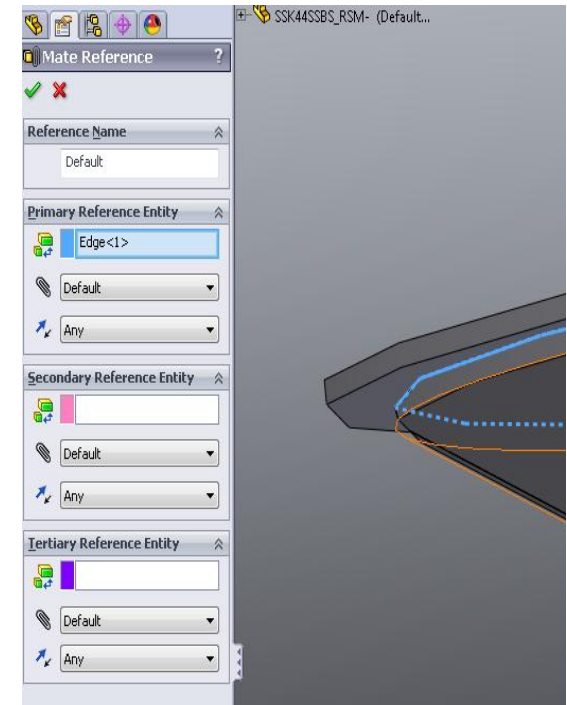 SSK44SSBS_RSM- (Default...
Mate Reference ?
Reference Name
Default
Primary Reference Entity
Edge<1>
Default
Any
Secondary Reference Entity
Default
Any
Tertiary Reference Entity
Default
Any